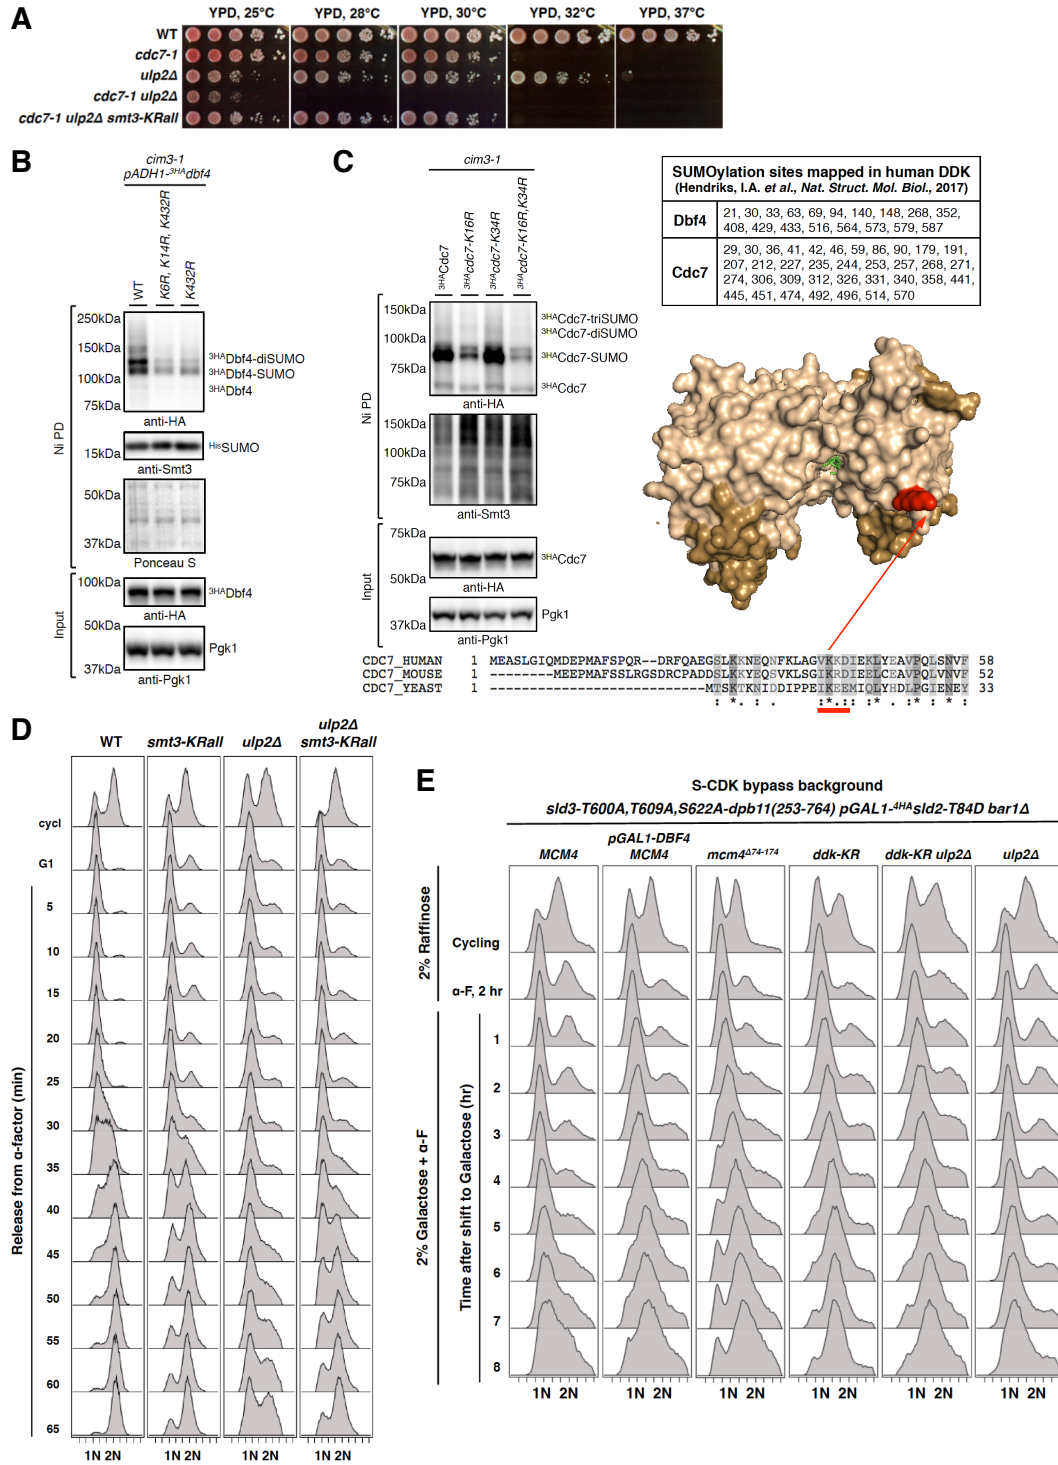 A
YPD, 25°C YPD, 28°C YPD, 30°C YPD, 32°C YPD, 37°C
WT
cdc7-1
ulp2Δ
cdc7-1 ulp2Δ
cdc7-1 ulp2Δ smt3-KRall
B
cim3-1
pADH1-3HAdbf4
WT
K6R, K14R, K432R
K432R
Ni PD
250kDa
150kDa
100kDa
75kDa
3HADbf4-diSUMO
3HADbf4-SUMO
3HADbf4
anti-HA
15kDa
HisSUMO
anti-Smt3
50kDa
37kDa
Ponceau S
Input
100kDa
3HADbf4
anti-HA
50kDa
37kDa
Pgk1
anti-Pgk1
C
cim3-1
3HACdc7
3HAcdc7-K16R
3HAcdc7-K34R
3HAcdc7-K16R,K34R
Ni PD
150kDa
100kDa
75kDa
3HACdc7-triSUMO
3HACdc7-diSUMO
3HACdc7-SUMO
3HACdc7
anti-HA
150kDa
100kDa
75kDa
anti-Smt3
Input
75kDa
50kDa
3HACdc7
anti-HA
37kDa
Pgk1
anti-Pgk1
SUMOylation sites mapped in human DDK
(Hendriks, I.A. et al., Nat. Struct. Mol. Biol., 2017)
Dbf4
21, 30, 33, 63, 69, 94, 140, 148, 268, 352,
408, 429, 433, 516, 564, 573, 579, 587
Cdc7
29, 30, 36, 41, 42, 46, 59, 86, 90, 179, 191,
207, 212, 227, 235, 244, 253, 257, 268, 271,
274, 306, 309, 312, 326, 331, 340, 358, 441,
445, 451, 474, 492, 496, 514, 570
CDC7_HUMAN 1 MEASLGIQMDEPMAFSPQR--DRFQAEGSLKKNEQNFKLAGVKKDIEKLYEAVPQLSNVF 58
CDC7_MOUSE 1 --------MEEPMAFSSLRGSDRCPADDSLKKYEQSVKLSGIKRDIEKLCEAVPQLSNVF 52
CDC7_YEAST 1 ---------------------------MTSKTKNIDDIPPEIKEEMIQLYHDLPGIENEY 33
: *. : . :*.:: :* . :* : * :
D
WT smt3-KRall ulp2Δ ulp2Δ smt3-KRall
Release from α-factor (min)
cycl
G1
5
10
15
20
25
30
35
40
45
50
55
60
65
1N 2N 1N 2N 1N 2N 1N 2N
E
S-CDK bypass background
sld3-T600A,T609A,S622A-dpb11(253-764) pGAL1-4HAsld2-T84D bar1Δ
MCM4 pGAL1-DBF4 MCM4 mcm4Δ74-174 ddk-KR ddk-KR ulp2Δ ulp2Δ
2% Raffinose
Cycling
α-F, 2 hr
2% Galactose + α-F
Time after shift to Galactose (hr)
1
2
3
4
5
6
7
8
1N 2N 1N 2N 1N 2N 1N 2N 1N 2N 1N 2N